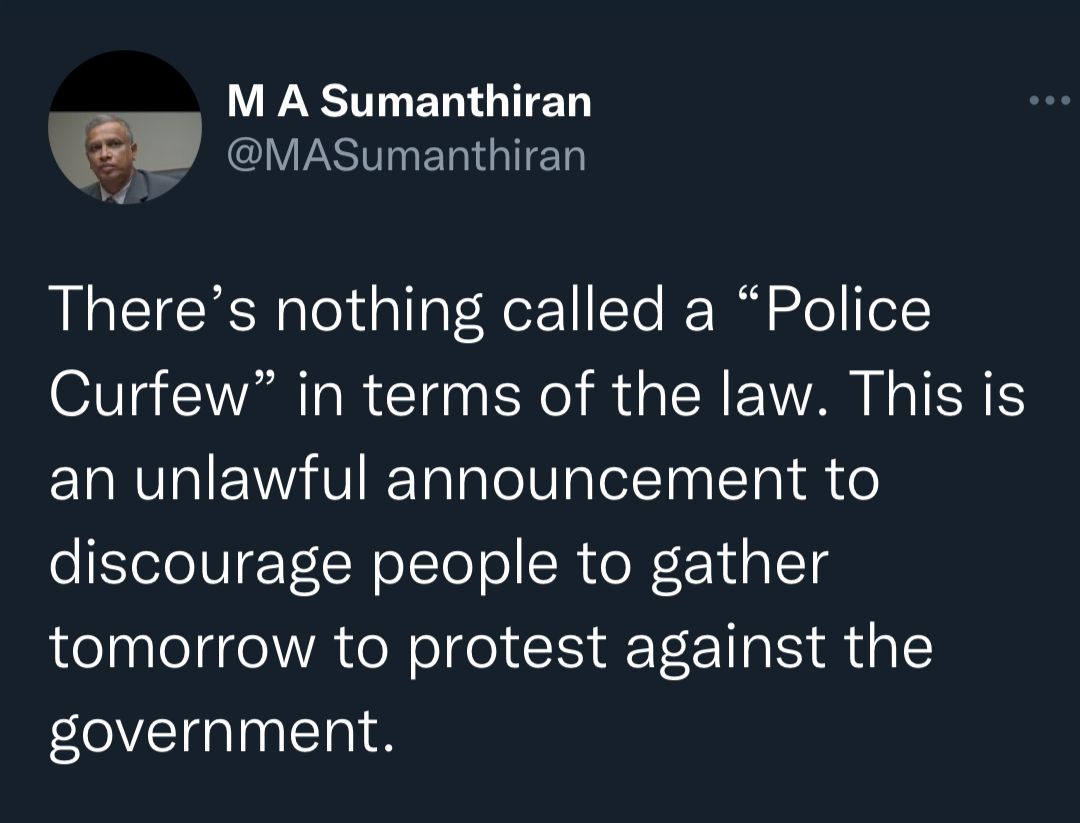 M A Sumanthiran
@MASumanthiran
There’s nothing called a “Police
Curfew” in terms of the law. This is
an unlawful announcement to
discourage people to gather
tomorrow to protest against the
government.